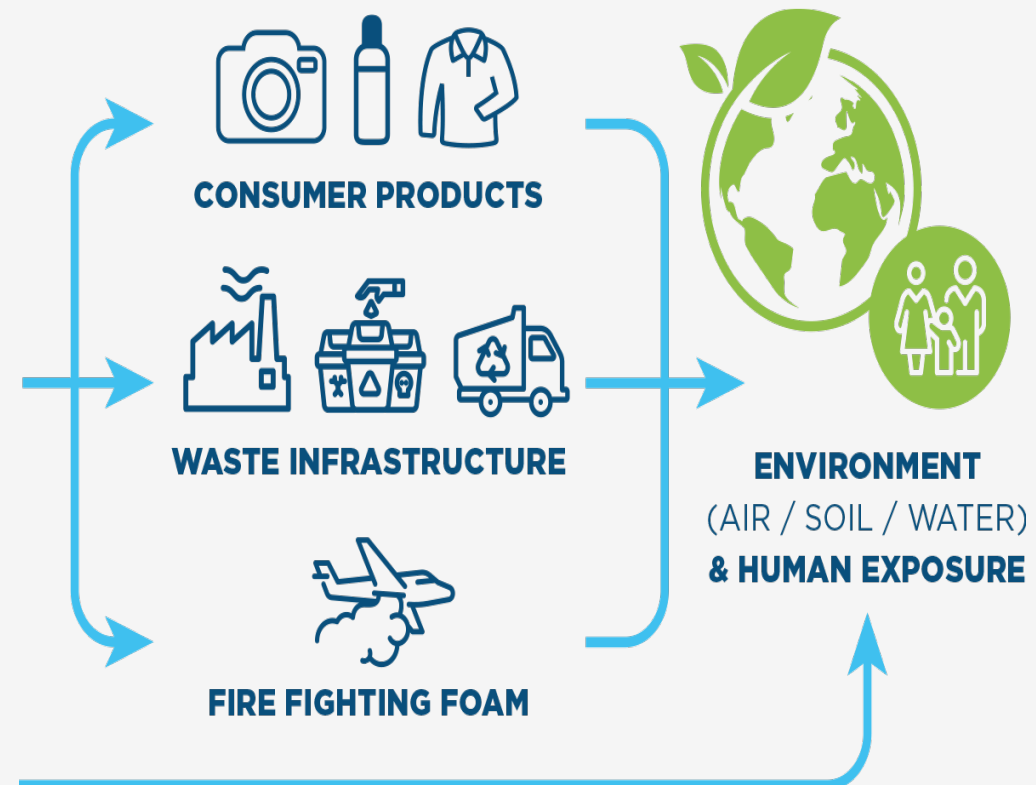 CONSUMER PRODUCTS
WASTE INFRASTRUCTURE
FIRE FIGHTING FOAM
ENVIRONMENT
(AIR / SOIL / WATER)
& HUMAN EXPOSURE